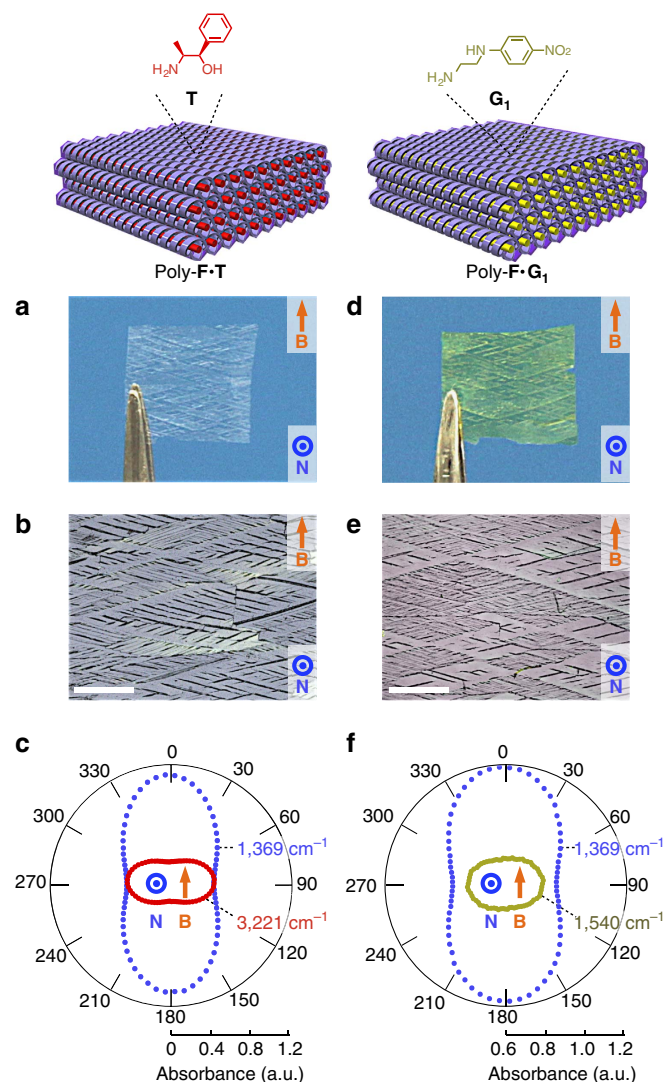 H₂N
OH
T
H₂N
HN
NO₂
G₁
Poly-F·T
Poly-F·G₁
a
B
N
d
B
N
b
B
N
e
B
N
c
0
30
60
90
120
150
180
210
240
270
300
330
1,369 cm⁻¹
3,221 cm⁻¹
N
B
0 0.4 0.8 1.2
Absorbance (a.u.)
f
0
30
60
90
120
150
180
210
240
270
300
330
1,369 cm⁻¹
1,540 cm⁻¹
N
B
0.6 0.8 1.0 1.2
Absorbance (a.u.)